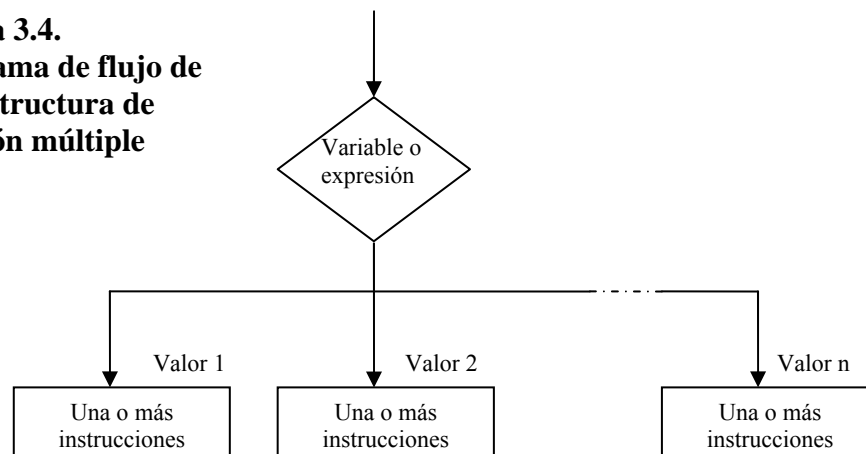 a 3.4.
ama de flujo de
structura de
ón múltiple
Variable o
expresión
Valor 1
Valor 2
Valor n
Una o más
instrucciones
Una o más
instrucciones
Una o más
instrucciones